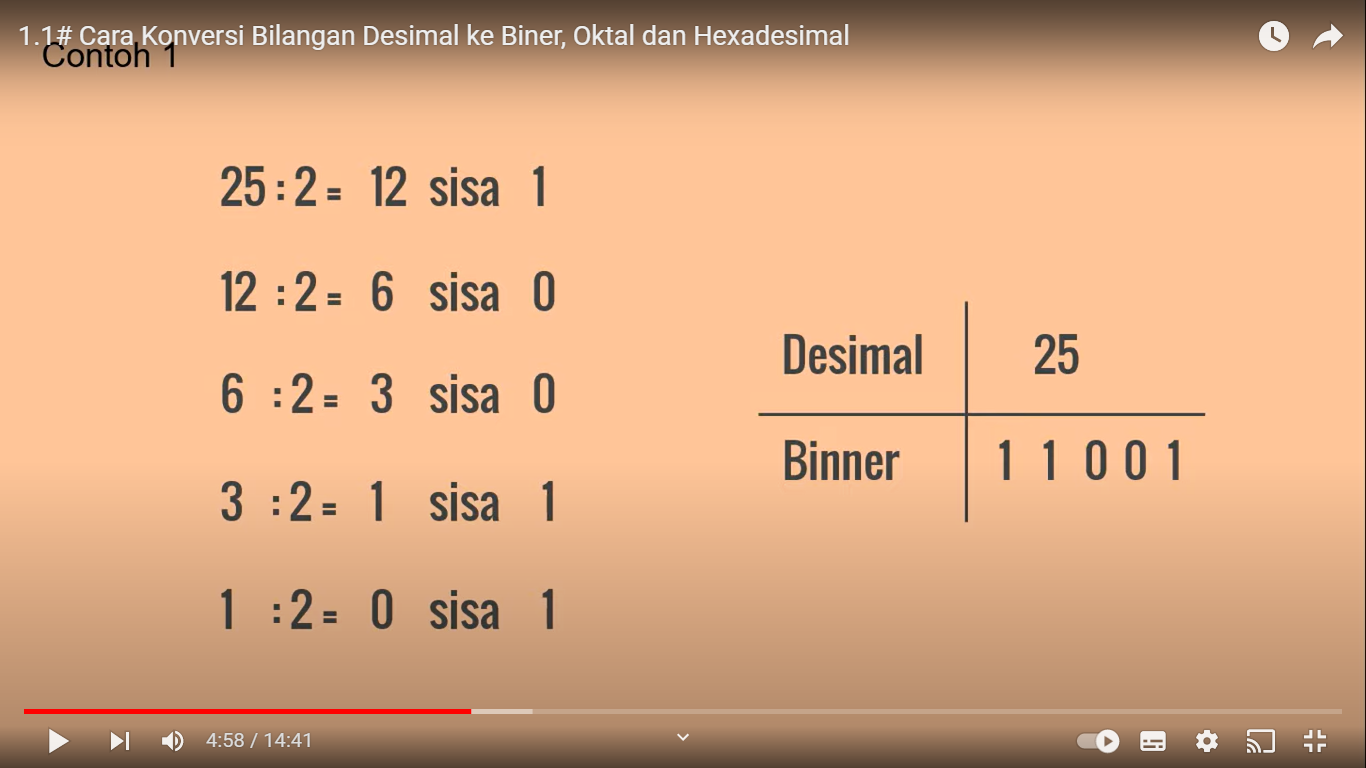 1.1# Cara Konversi Bilangan Desimal ke Biner, Oktal dan Hexadesimal
Contoh 1
25 : 2 = 12 sisa 1
12 : 2 = 6 sisa 0
6 : 2 = 3 sisa 0
3 : 2 = 1 sisa 1
1 : 2 = 0 sisa 1
Desimal 25
Binner 1 1 0 0 1
4:58 / 14:41